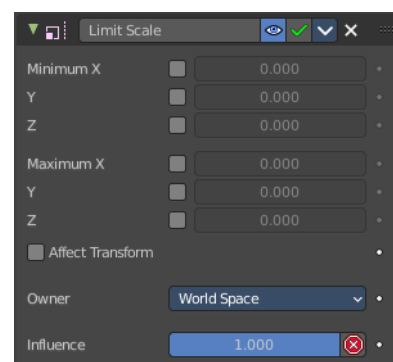 Limit Scale
Minimum X 0.000
Y 0.000
Z 0.000
Maximum X 0.000
Y 0.000
Z 0.000
Affect Transform
Owner World Space
Influence 1.000